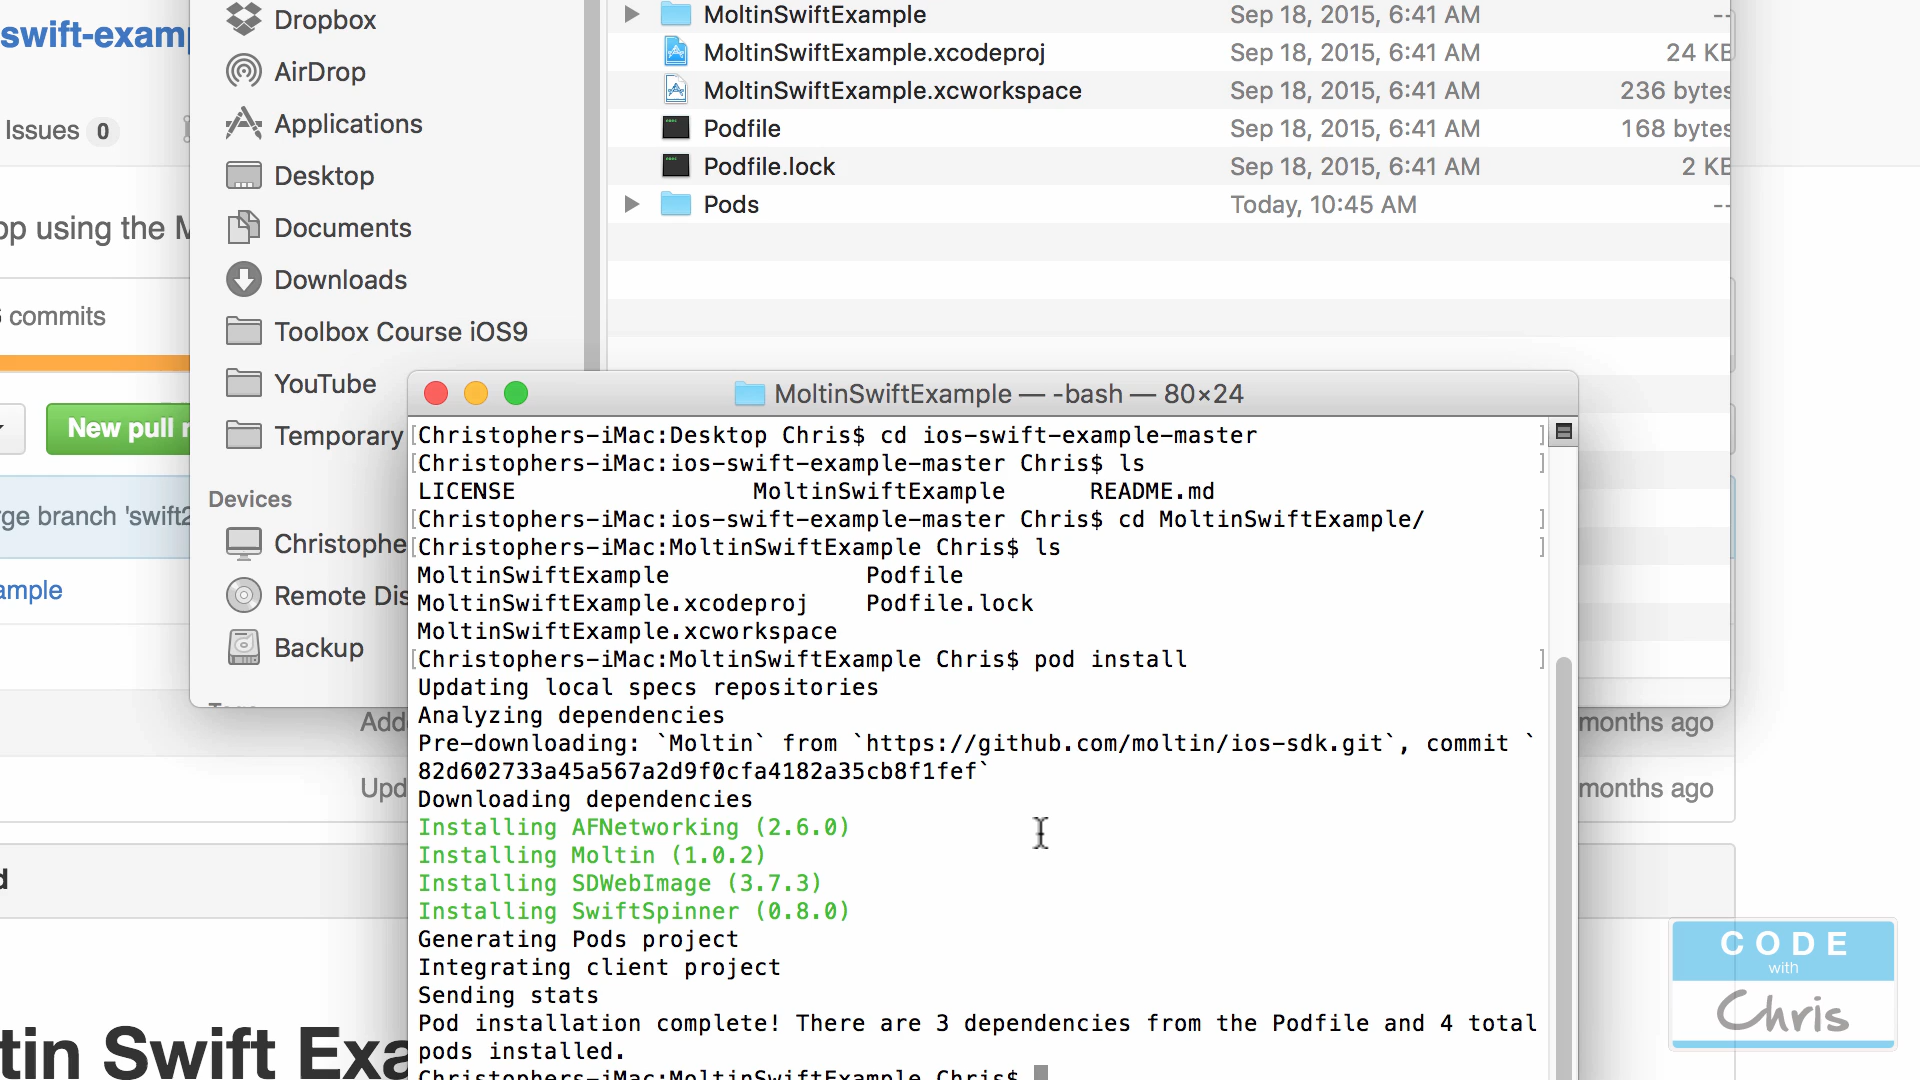 swift-examp
Issues 0
pp using the M
commits
New pull r
rge branch 'swift2
ample
Dropbox
AirDrop
Applications
Desktop
Documents
Downloads
Toolbox Course iOS9
YouTube
Temporary
Devices
Christophe
Remote Dis
Backup
MoltinSwiftExample Sep 18, 2015, 6:41 AM --
MoltinSwiftExample.xcodeproj Sep 18, 2015, 6:41 AM 24 KB
MoltinSwiftExample.xcworkspace Sep 18, 2015, 6:41 AM 236 bytes
Podfile Sep 18, 2015, 6:41 AM 168 bytes
Podfile.lock Sep 18, 2015, 6:41 AM 2 KB
Pods Today, 10:45 AM --
MoltinSwiftExample — -bash — 80×24
[Christophers-iMac:Desktop Chris$ cd ios-swift-example-master ]
[Christophers-iMac:ios-swift-example-master Chris$ ls ]
LICENSE MoltinSwiftExample README.md
[Christophers-iMac:ios-swift-example-master Chris$ cd MoltinSwiftExample/ ]
[Christophers-iMac:MoltinSwiftExample Chris$ ls ]
MoltinSwiftExample Podfile
MoltinSwiftExample.xcodeproj Podfile.lock
MoltinSwiftExample.xcworkspace
[Christophers-iMac:MoltinSwiftExample Chris$ pod install ]
Updating local specs repositories
Analyzing dependencies
Pre-downloading: `Moltin` from `https://github.com/moltin/ios-sdk.git`, commit `
82d602733a45a567a2d9f0cfa4182a35cb8f1fef`
Downloading dependencies
Installing AFNetworking (2.6.0)
Installing Moltin (1.0.2)
Installing SDWebImage (3.7.3)
Installing SwiftSpinner (0.8.0)
Generating Pods project
Integrating client project
Sending stats
Pod installation complete! There are 3 dependencies from the Podfile and 4 total
pods installed.
Christophers-iMac:MoltinSwiftExample Chris$
Add
months ago
Upd
months ago
d
tin Swift Exa
CODE
with
Chris